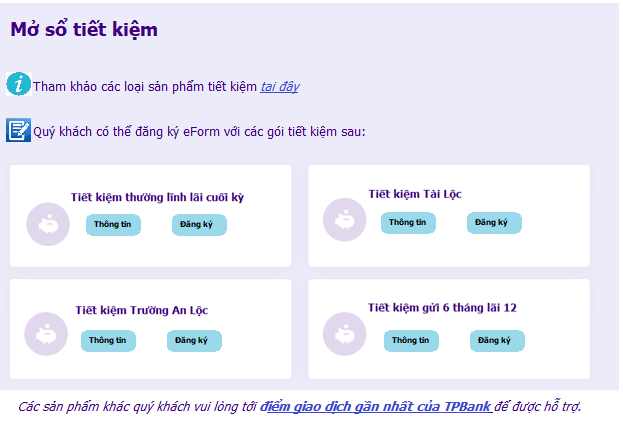 Mở sổ tiết kiệm
Tham khảo các loại sản phẩm tiết kiệm tại đây
Quý khách có thể đăng ký eForm với các gói tiết kiệm sau:
Tiết kiệm thường lĩnh lãi cuối kỳ
Thông tin Đăng ký
Tiết kiệm Tài Lộc
Thông tin Đăng ký
Tiết kiệm Trường An Lộc
Thông tin Đăng ký
Tiết kiệm gửi 6 tháng lãi 12
Thông tin Đăng ký
Các sản phẩm khác quý khách vui lòng tới điểm giao dịch gần nhất của TPBank để được hỗ trợ.